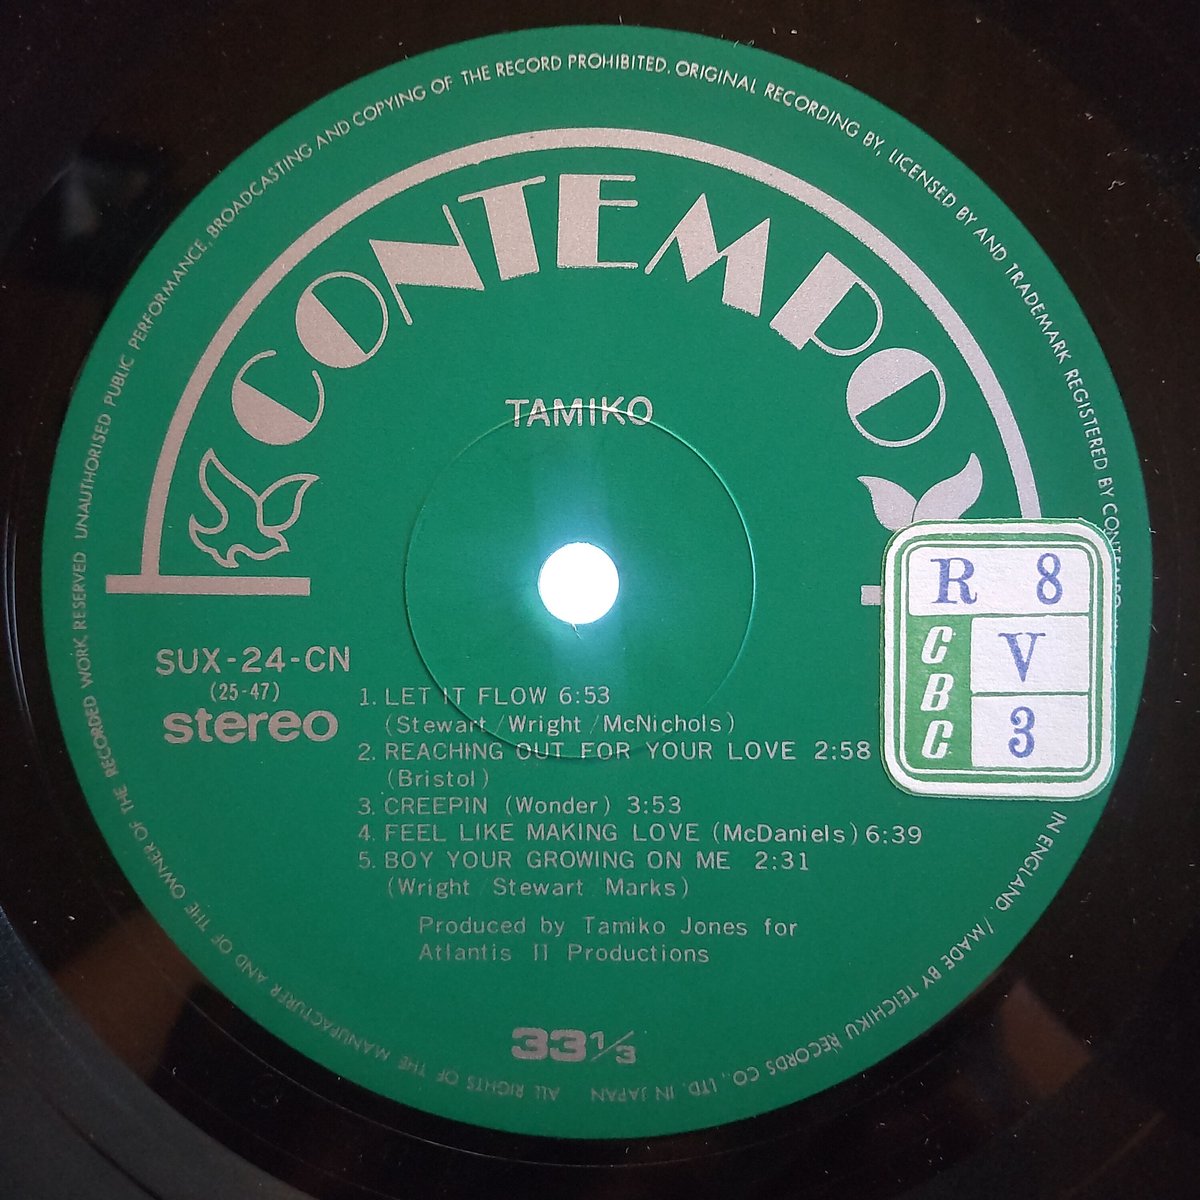 UNAUTHORISED PUBLIC PERFORMANCE, BROADCASTING AND COPYING OF THE RECORD PROHIBITED. ORIGINAL RECORDING BY, LICENSED BY AND TRADEMARK REGISTERED BY CONTEMPO
IN ENGLAND. / MADE BY TEICHIKU RECORDS CO., LTD. IN JAPAN
ALL RIGHTS OF THE MANUFACTURER AND OF THE OWNER OF THE RECORDED WORK, RESERVED
CONTEMPO
TAMIKO
R 8
CBC
V
3
SUX-24-CN
(25-47)
stereo
1. LET IT FLOW 6:53
(Stewart/Wright/McNichols)
2. REACHING OUT FOR YOUR LOVE 2:58
(Bristol)
3. CREEPIN (Wonder) 3:53
4. FEEL LIKE MAKING LOVE (McDaniels) 6:39
5. BOY YOUR GROWING ON ME 2:31
(Wright Stewart Marks)
Produced by Tamiko Jones for
Atlantis II Productions
33 1/3